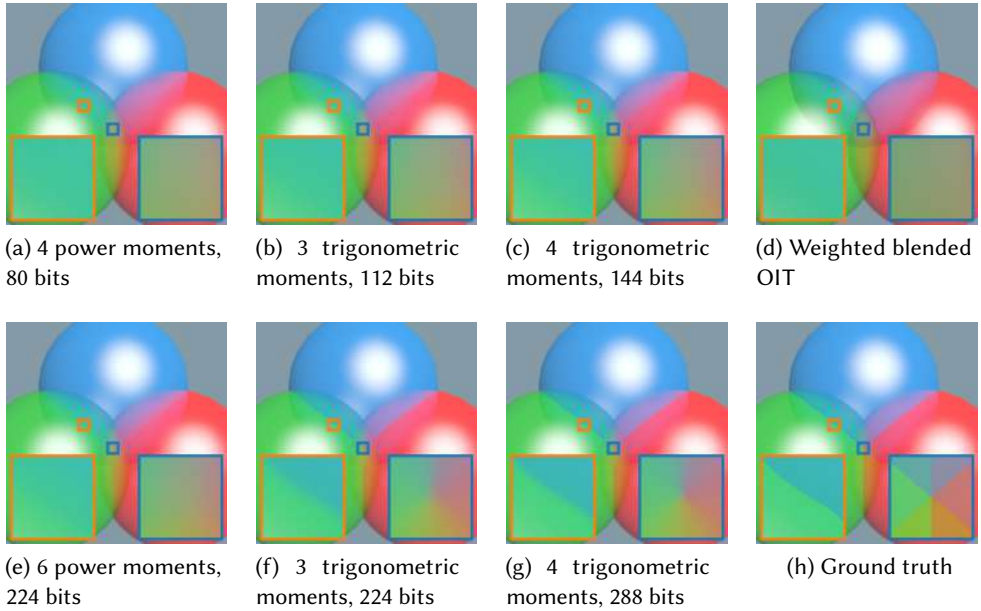 (a) 4 power moments,
80 bits
(b) 3 trigonometric
moments, 112 bits
(c) 4 trigonometric
moments, 144 bits
(d) Weighted blended
OIT
(e) 6 power moments,
224 bits
(f) 3 trigonometric
moments, 224 bits
(g) 4 trigonometric
moments, 288 bits
(h) Ground truth